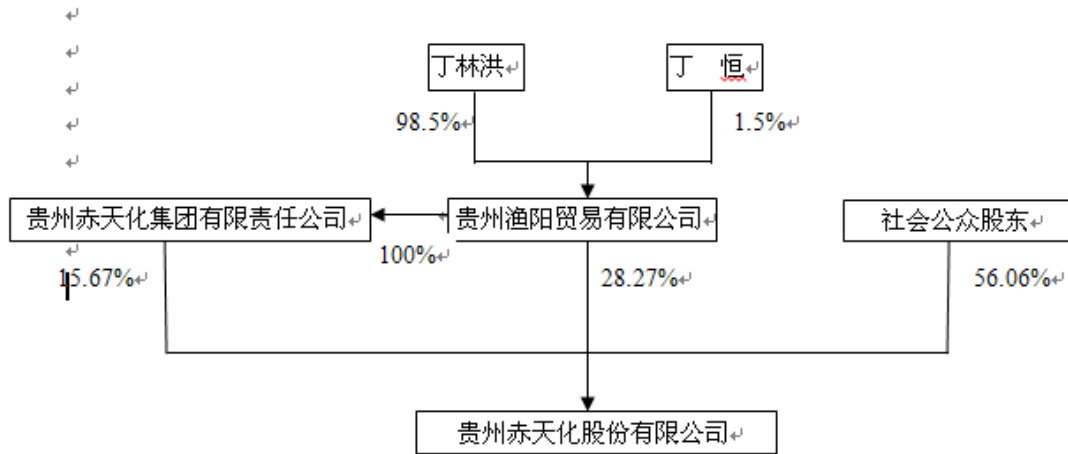 丁林洪
丁 恒
98.5%
1.5%
贵州赤天化集团有限责任公司
贵州渔阳贸易有限公司
社会公众股东
100%
15.67%
28.27%
56.06%
贵州赤天化股份有限公司